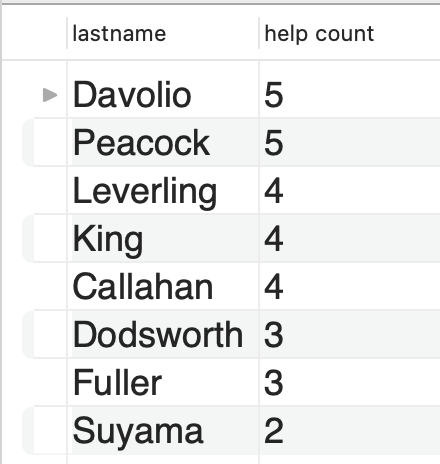 lastname help count
Davolio 5
Peacock 5
Leverling 4
King 4
Callahan 4
Dodsworth 3
Fuller 3
Suyama 2